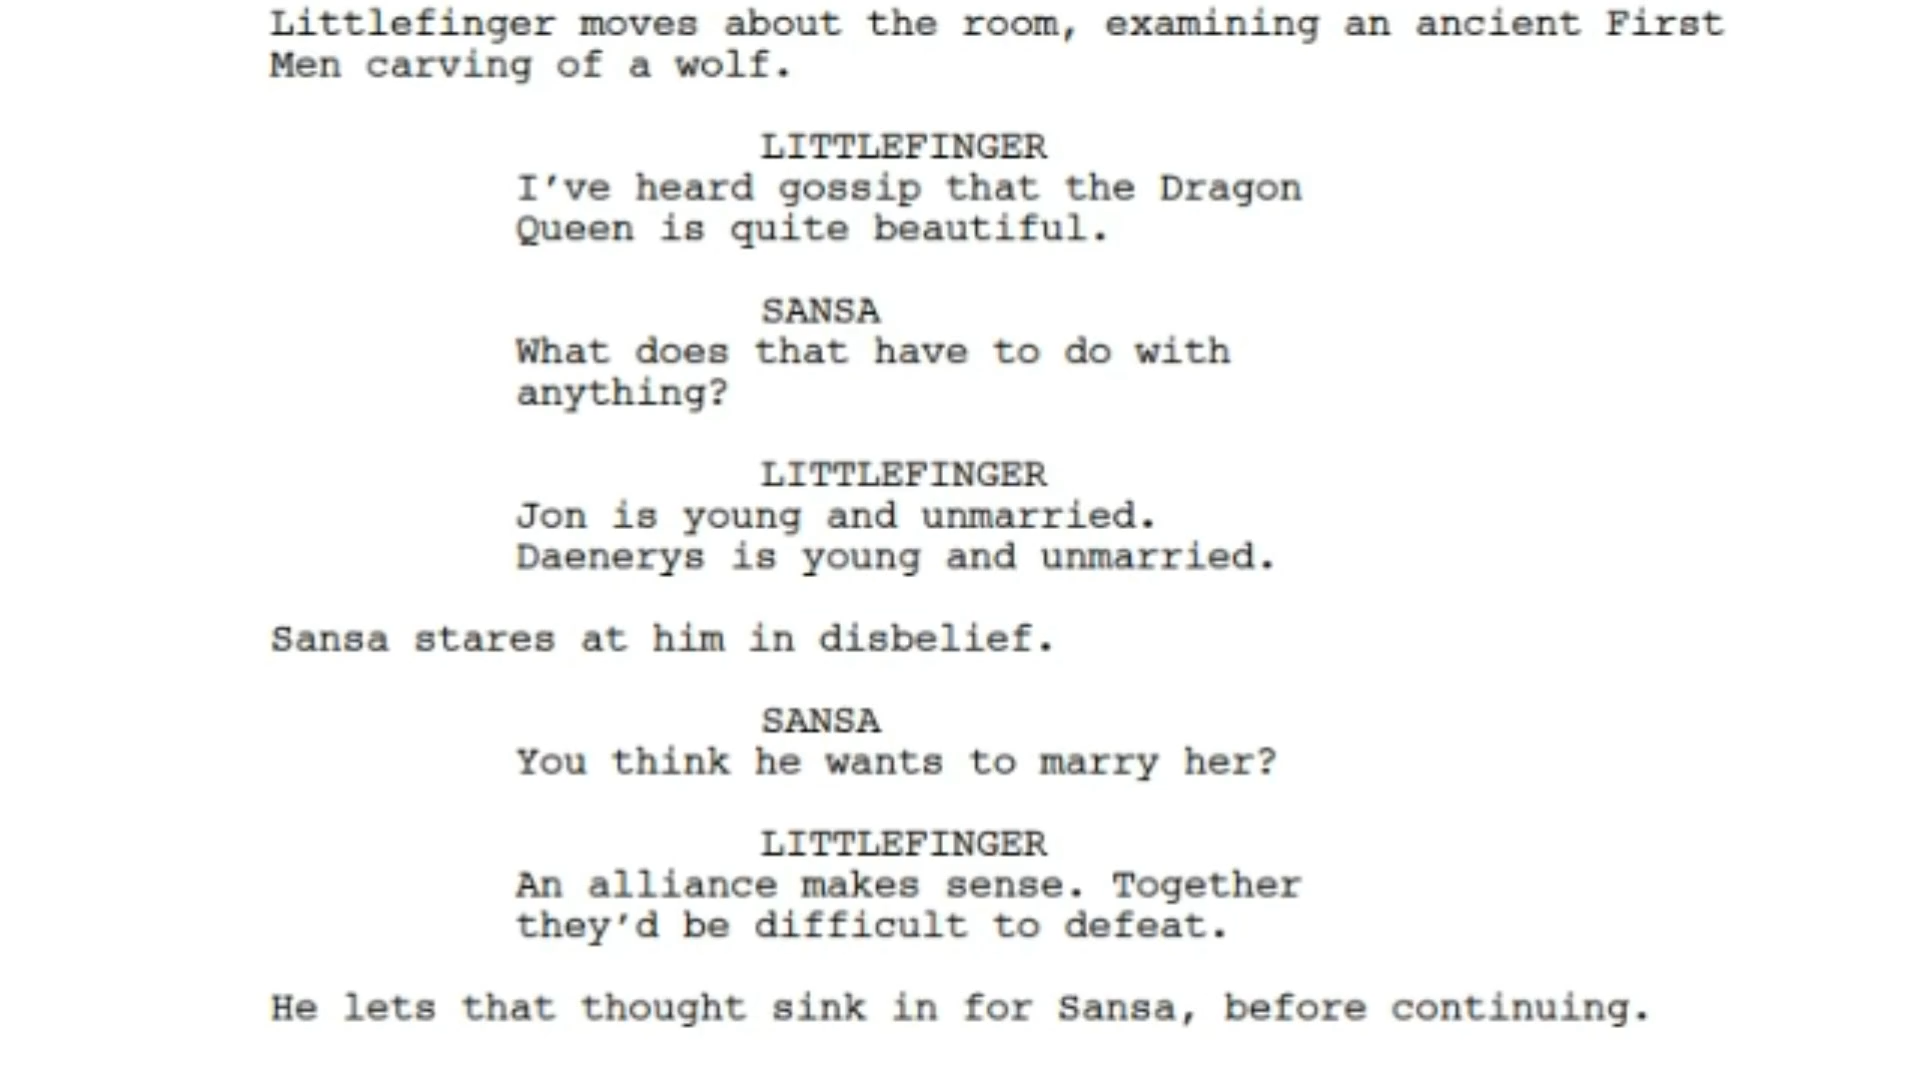 Littlefinger moves about the room, examining an ancient First
Men carving of a wolf.
LITTLEFINGER
I've heard gossip that the Dragon
Queen is quite beautiful.
SANSA
What does that have to do with
anything?
LITTLEFINGER
Jon is young and unmarried.
Daenerys is young and unmarried.
Sansa stares at him in disbelief.
SANSA
You think he wants to marry her?
LITTLEFINGER
An alliance makes sense. Together
they'd be difficult to defeat.
He lets that thought sink in for Sansa, before continuing.